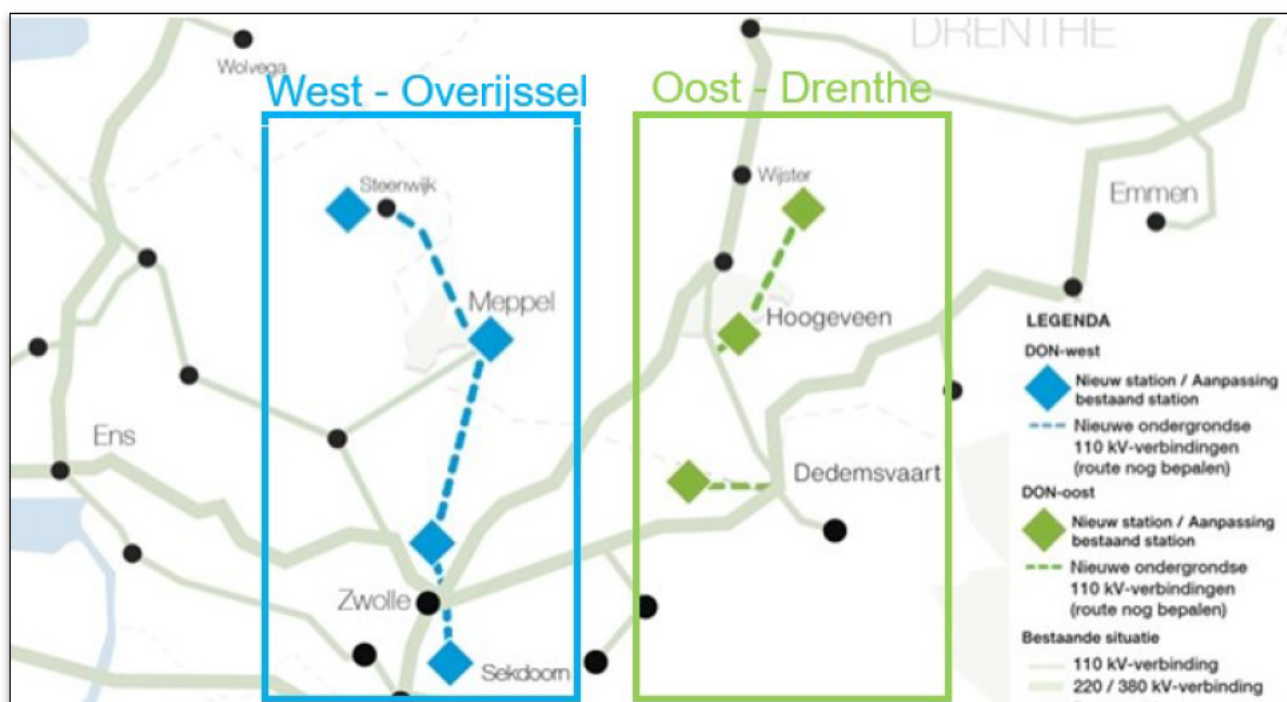 DRENTHE
Wolvega
West - Overijssel
Oost - Drenthe
Steenwijk
Wijster
Emmen
Meppel
Hoogeveen
Ens
Dedemsvaart
Zwolle
Sekdoorn
LEGENDA
DON-west
Nieuw station / Aanpassing
bestaand station
Nieuwe ondergrondse
110 kV-verbindingen
(route nog bepalen)
DON-oost
Nieuw station / Aanpassing
bestaand station
Nieuwe ondergrondse
110 kV-verbindingen
(route nog bepalen)
Bestaande situatie
110 kV-verbinding
220 / 380 kV-verbinding